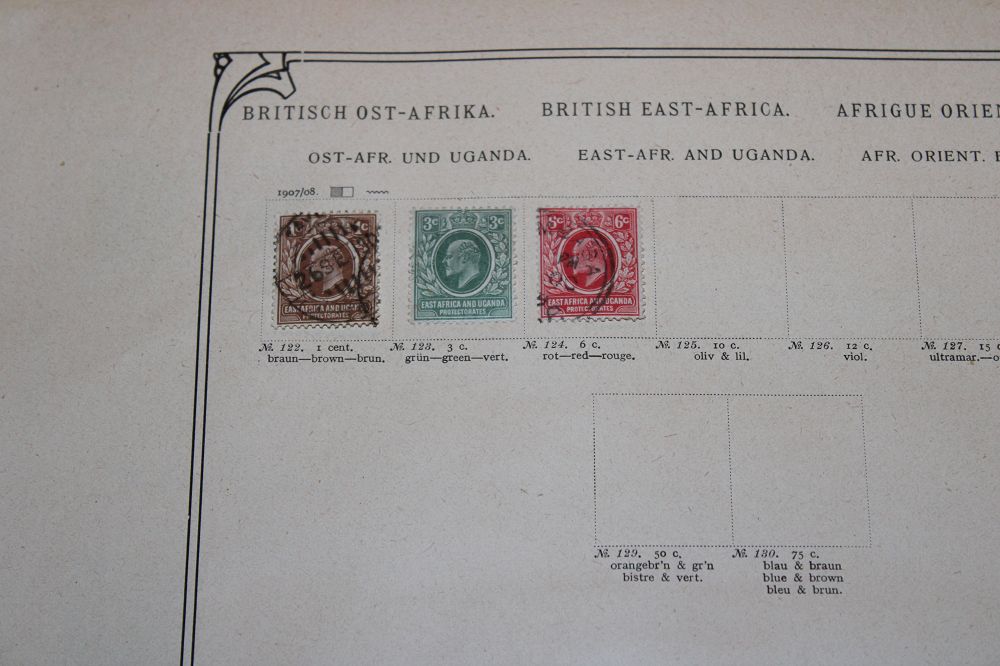 BRITISCH OST-AFRIKA. BRITISH EAST-AFRICA. AFRIGUE ORIEN
OST-AFR. UND UGANDA. EAST-AFR. AND UGANDA. AFR. ORIENT.
1907/08.
1c
3c 3c
6c 6c
EAST AFRICA AND UGANDA
PROTECTORATES
EAST AFRICA AND UGANDA
PROTECTORATES
EAST AFRICA AND UGANDA
PROTECTORATES
№. 122. 1 cent. №. 123. 3 c. №. 124. 6 c. №. 125. 10 c. №. 126. 12 c. №. 127. 15 c
braun—brown—brun. grün—green—vert. rot—red—rouge. oliv & lil. viol. ultramar.—o
№. 129. 50 c. №. 130. 75 c.
orangebr'n & gr'n blau & braun
bistre & vert. blue & brown
bleu & brun.